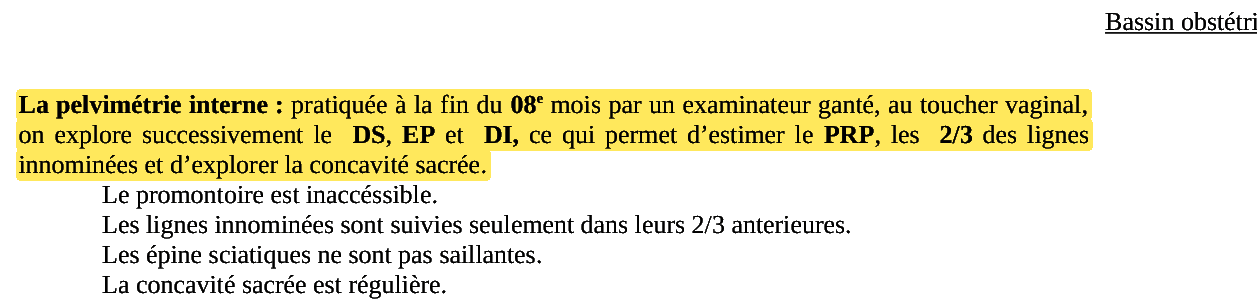 Bassin obstétri
La pelvimétrie interne : pratiquée à la fin du 08e mois par un examinateur ganté, au toucher vaginal,
on explore successivement le DS, EP et DI, ce qui permet d’estimer le PRP, les 2/3 des lignes
innominées et d’explorer la concavité sacrée.
Le promontoire est inaccéssible.
Les lignes innominées sont suivies seulement dans leurs 2/3 anterieures.
Les épine sciatiques ne sont pas saillantes.
La concavité sacrée est régulière.